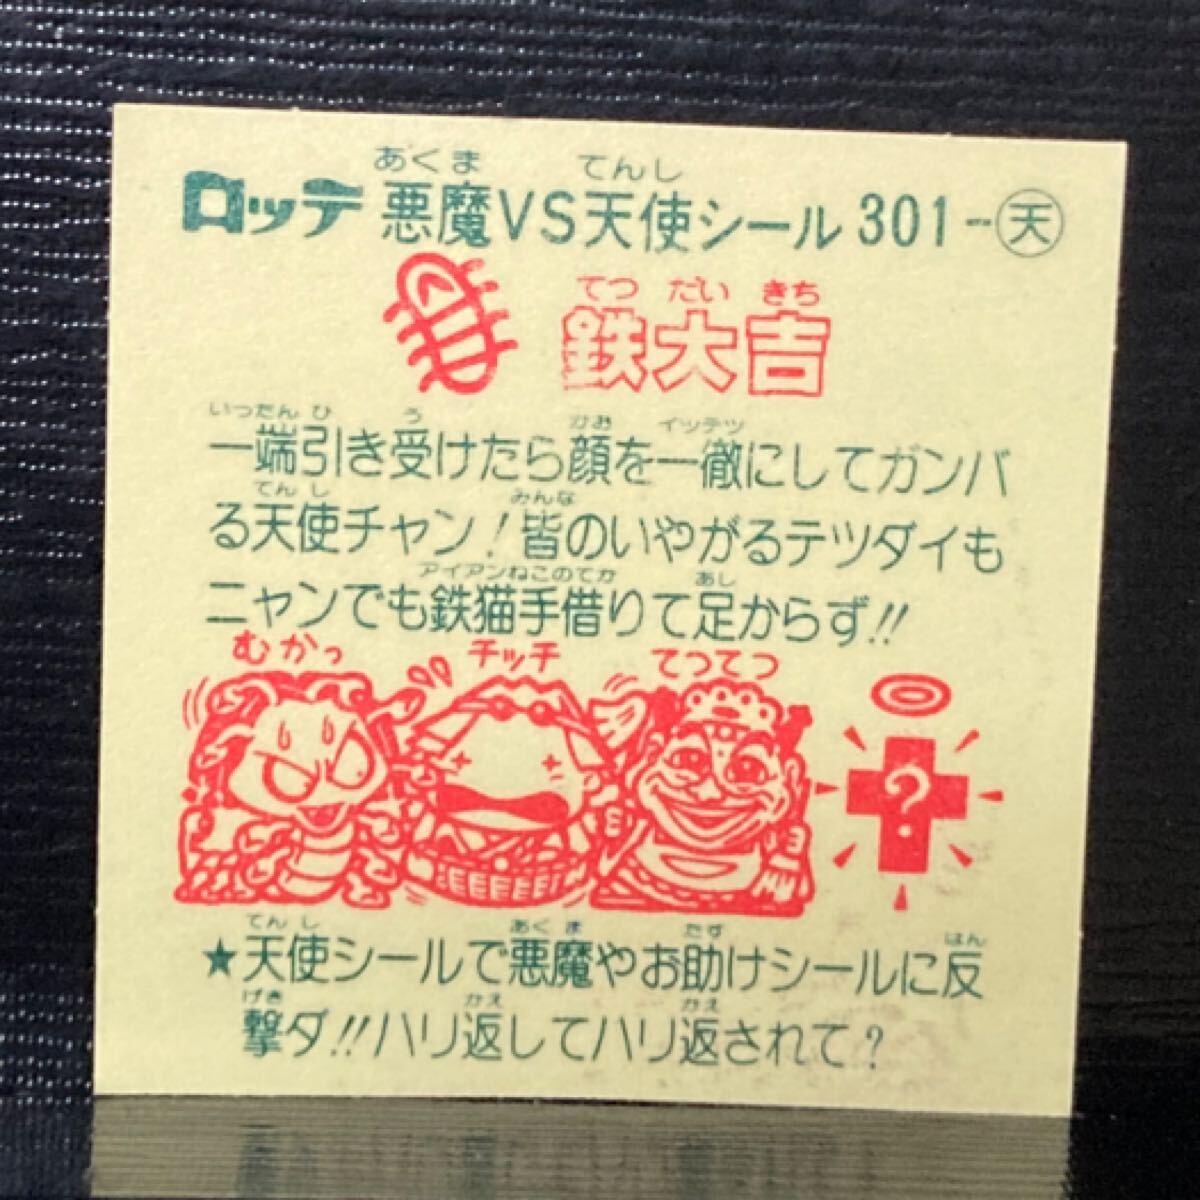 あくま てんし
ロッテ 悪魔VS天使シール 301-天
てつ だい きち
鉄大吉
いったん ひ う かお イッテツ
一端引き受けたら顔を一徹にしてガンバ
てんし みんな
る天使チャン!皆のいやがるテツダイも
アイアンねこのてか あし
ニャンでも鉄猫手借りて足からず!!
むかっ チッチ てつてつ
?
てんし あくま たす はん
★天使シールで悪魔やお助けシールに反
げき かえ かえ
撃ダ!!ハリ返してハリ返されて?